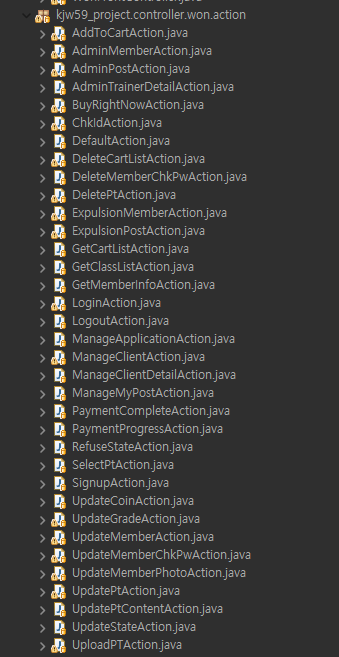 kjw59_project.controller.won.action
AddToCartAction.java
AdminMemberAction.java
AdminPostAction.java
AdminTrainerDetailAction.java
BuyRightNowAction.java
ChkIdAction.java
DefaultAction.java
DeleteCartListAction.java
DeleteMemberChkPwAction.java
DeletePtAction.java
ExpulsionMemberAction.java
ExpulsionPostAction.java
GetCartListAction.java
GetClassListAction.java
GetMemberInfoAction.java
LoginAction.java
LogoutAction.java
ManageApplicationAction.java
ManageClientAction.java
ManageClientDetailAction.java
ManageMyPostAction.java
PaymentCompleteAction.java
PaymentProgressAction.java
RefuseStateAction.java
SelectPtAction.java
SignupAction.java
UpdateCoinAction.java
UpdateGradeAction.java
UpdateMemberAction.java
UpdateMemberChkPwAction.java
UpdateMemberPhotoAction.java
UpdatePtAction.java
UpdatePtContentAction.java
UpdateStateAction.java
UploadPTAction.java